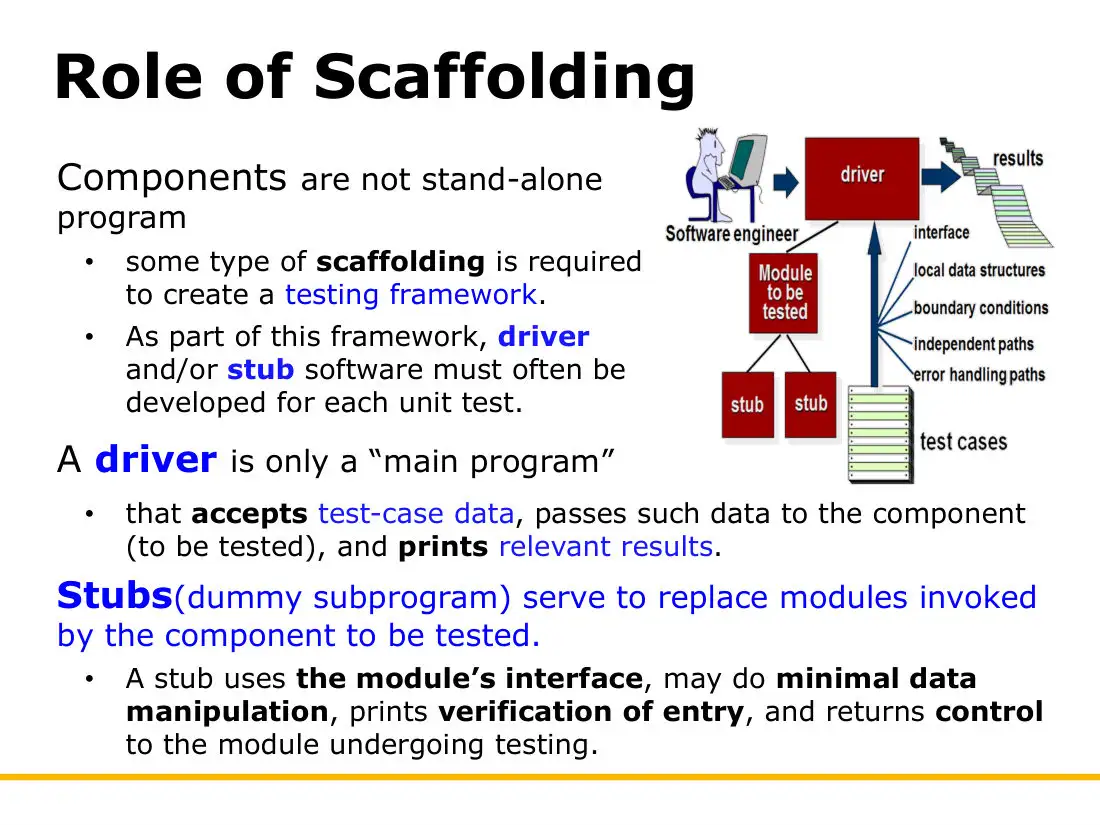 Role of Scaffolding
Components are not stand-alone
program
• some type of scaffolding is required
to create a testing framework.
• As part of this framework, driver
and/or stub software must often be
developed for each unit test.
A driver is only a “main program”
• that accepts test-case data, passes such data to the component
(to be tested), and prints relevant results.
Stubs(dummy subprogram) serve to replace modules invoked
by the component to be tested.
• A stub uses the module’s interface, may do minimal data
manipulation, prints verification of entry, and returns control
to the module undergoing testing.
Software engineer
driver
results
Module
to be
tested
stub
stub
interface
local data structures
boundary conditions
independent paths
error handling paths
test cases